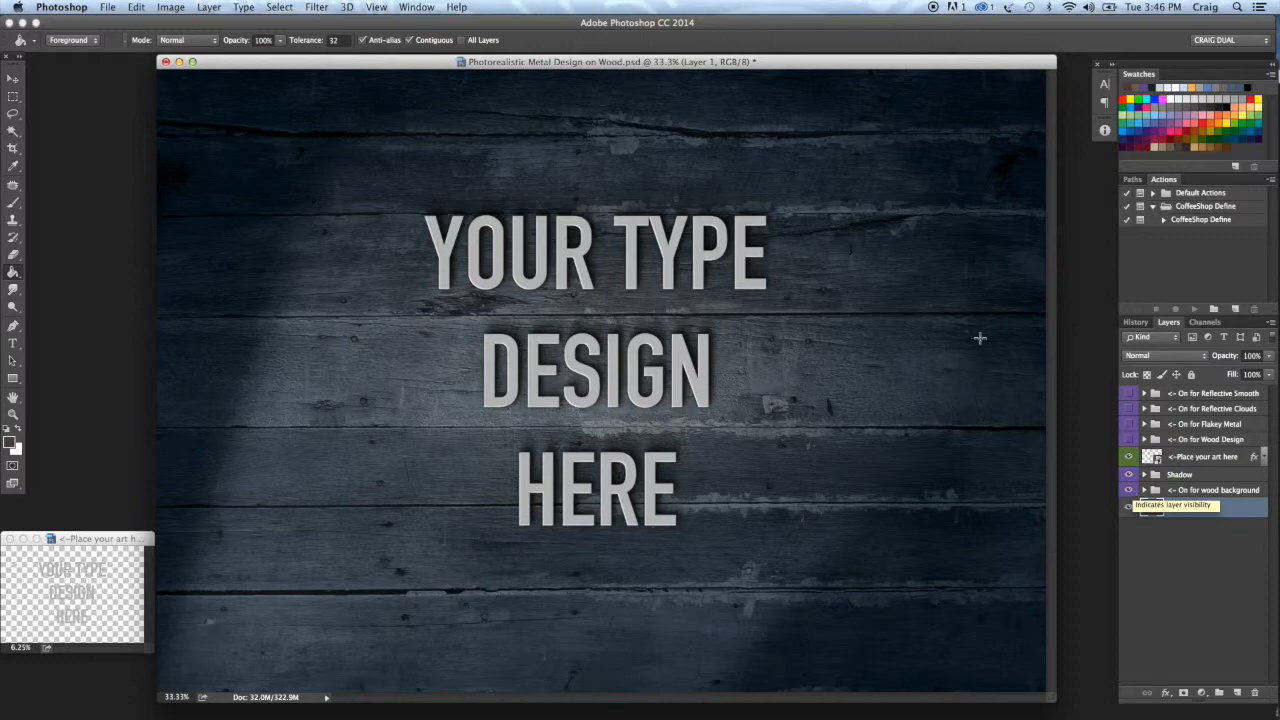 Photoshop File Edit Image Layer Type Select Filter 3D View Window Help
1 1 Tue 3:46 PM Craig
Adobe Photoshop CC 2014
Foreground Mode: Normal Opacity: 100% Tolerance: 32 Anti-alias Contiguous All Layers CRAIG DUAL
Photorealistic Metal Design on Wood.psd @ 33.3% (Layer 1, RGB/8) *
Swatches
Paths Actions
Default Actions
CoffeeShop Define
CoffeeShop Define
YOUR TYPE
DESIGN
HERE
History Layers Channels
Kind
Normal Opacity: 100%
Lock: Fill: 100%
<- On for Reflective Smooth
<- On for Reflective Clouds
<- On for Flakey Metal
<- On for Wood Design
<-Place your art here fx
Shadow
<- On for wood background
Indicates layer visibility
<-Place your art h...
YOUR TYPE
DESIGN
HERE
6.25%
33.33% Doc: 32.0M/322.9M